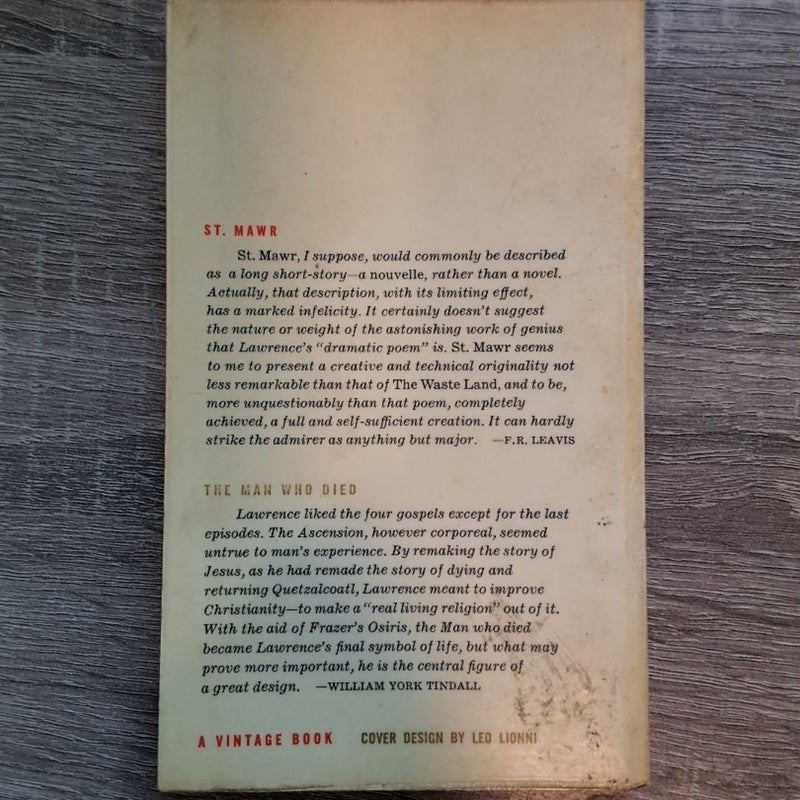 ST. MAWR
St. Mawr, I suppose, would commonly be described
as a long short-story—a nouvelle, rather than a novel.
Actually, that description, with its limiting effect,
has a marked infelicity. It certainly doesn't suggest
the nature or weight of the astonishing work of genius
that Lawrence's "dramatic poem" is. St. Mawr seems
to me to present a creative and technical originality not
less remarkable than that of The Waste Land, and to be,
more unquestionably than that poem, completely
achieved, a full and self-sufficient creation. It can hardly
strike the admirer as anything but major. —F.R. LEAVIS
THE MAN WHO DIED
Lawrence liked the four gospels except for the last
episodes. The Ascension, however corporeal, seemed
untrue to man's experience. By remaking the story of
Jesus, as he had remade the story of dying and
returning Quetzalcoatl, Lawrence meant to improve
Christianity—to make a "real living religion" out of it.
With the aid of Frazer's Osiris, the Man who died
became Lawrence's final symbol of life, but what may
prove more important, he is the central figure of
a great design. —WILLIAM YORK TINDALL
A VINTAGE BOOK COVER DESIGN BY LEO LIONNI